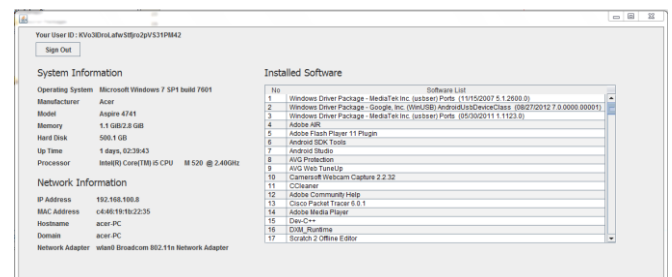 Your User ID : KVo3IDroLafwStfjro2pVS31PM42
Sign Out
System Information
Operating System Microsoft Windows 7 SP1 build 7601
Manufacturer Acer
Model Aspire 4741
Memory 1.1 GiB/2.8 GiB
Hard Disk 500.1 GB
Up Time 1 days, 02:39:43
Processor Intel(R) Core(TM) i5 CPU M 520 @ 2.40GHz
Network Information
IP Address 192.168.100.8
MAC Address c4:46:19:1b:22:35
Hostname acer-PC
Domain acer-PC
Network Adapter wlan0 Broadcom 802.11n Network Adapter
Installed Software
No Software List
1 Windows Driver Package - MediaTek Inc. (usbser) Ports (11/15/2007 5.1.2600.0)
2 Windows Driver Package - Google, Inc. (WinUSB) AndroidUsbDeviceClass (08/27/2012 7.0.0000.00001)
3 Windows Driver Package - MediaTek Inc. (usbser) Ports (05/30/2011 1.1123.0)
4 Adobe AIR
5 Adobe Flash Player 11 Plugin
6 Android SDK Tools
7 Android Studio
8 AVG Protection
9 AVG Web TuneUp
10 Camersoft Webcam Capture 2.2.32
11 CCleaner
12 Adobe Community Help
13 Cisco Packet Tracer 6.0.1
14 Adobe Media Player
15 Dev-C++
16 DXM_Runtime
17 Scratch 2 Offline Editor